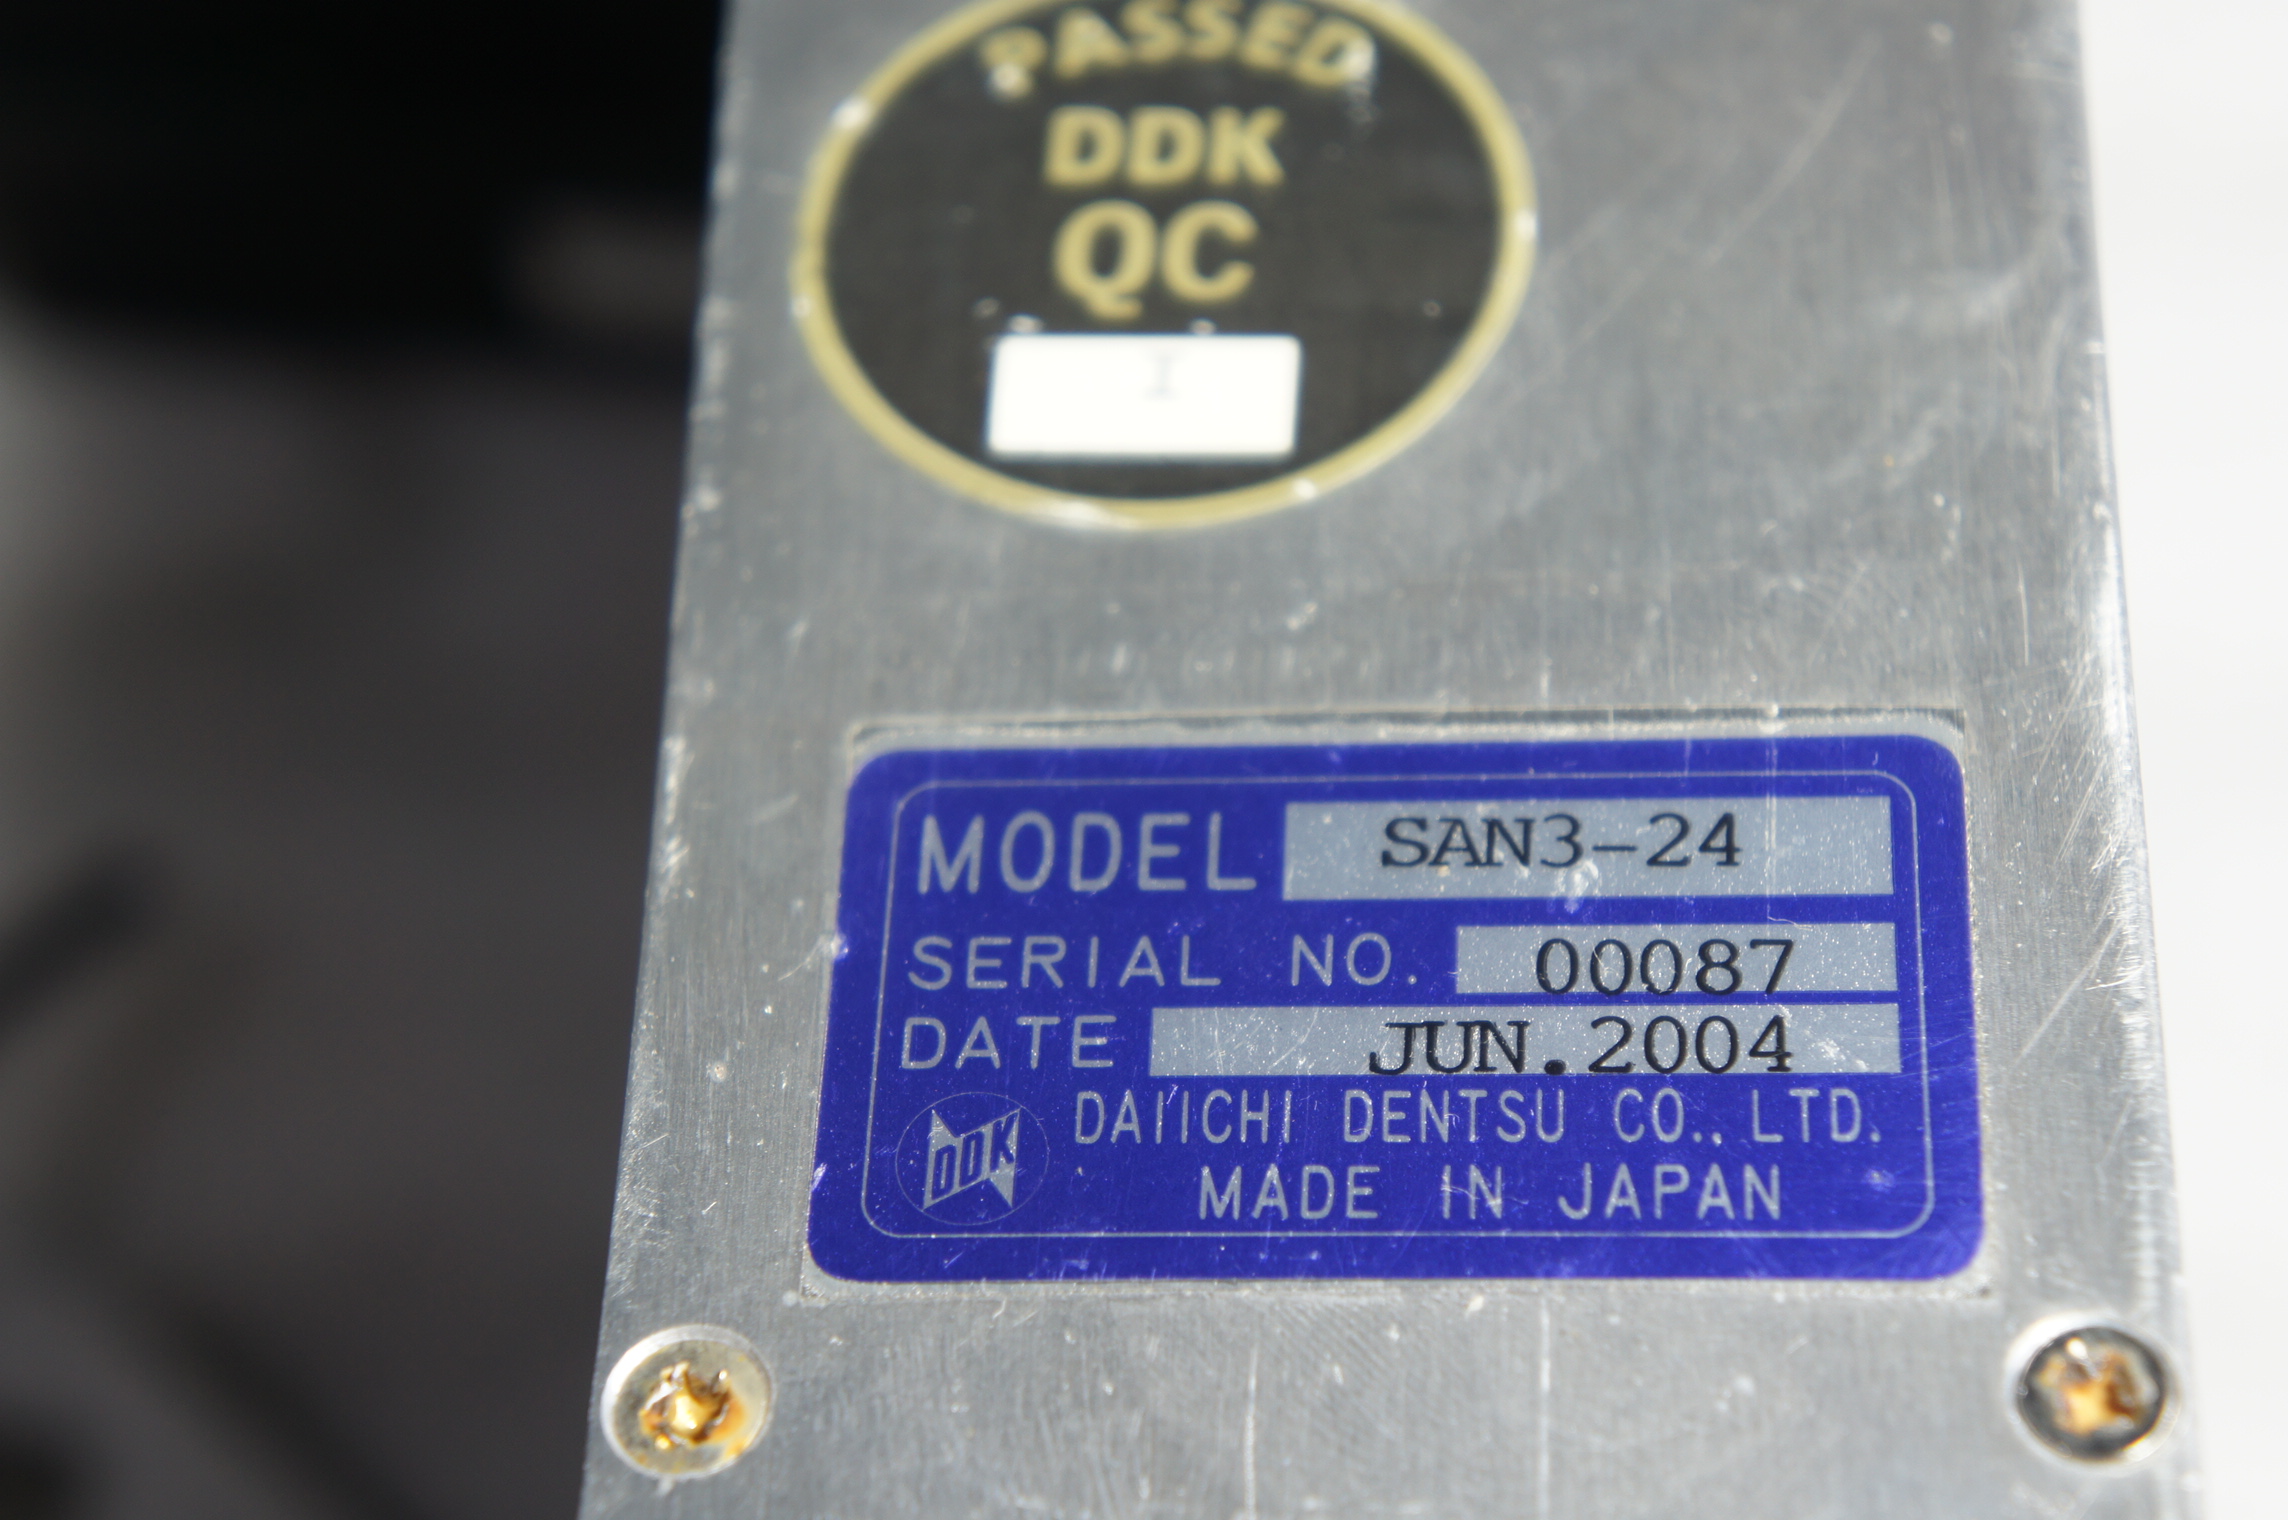 PASSED
DDK
QC
I
MODEL SAN3-24
SERIAL NO. 00087
DATE JUN.2004
DDK DAIICHI DENTSU CO., LTD.
MADE IN JAPAN